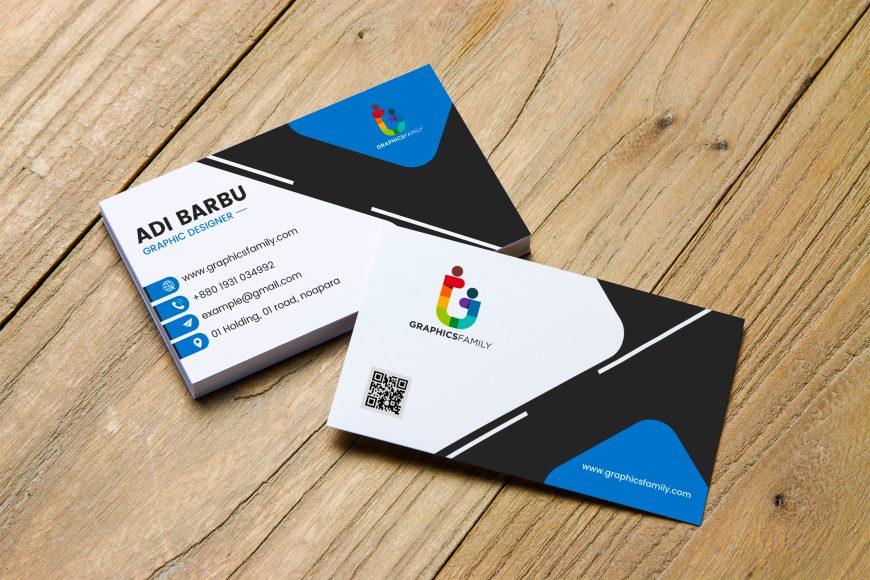 GRAPHICSFAMILY
ADI BARBU
GRAPHIC DESIGNER
www.graphicsfamily.com
+880 1931 034992
example@gmail.com
01 Holding, 01 road, noapara
GRAPHICSFAMILY
www.graphicsfamily.com